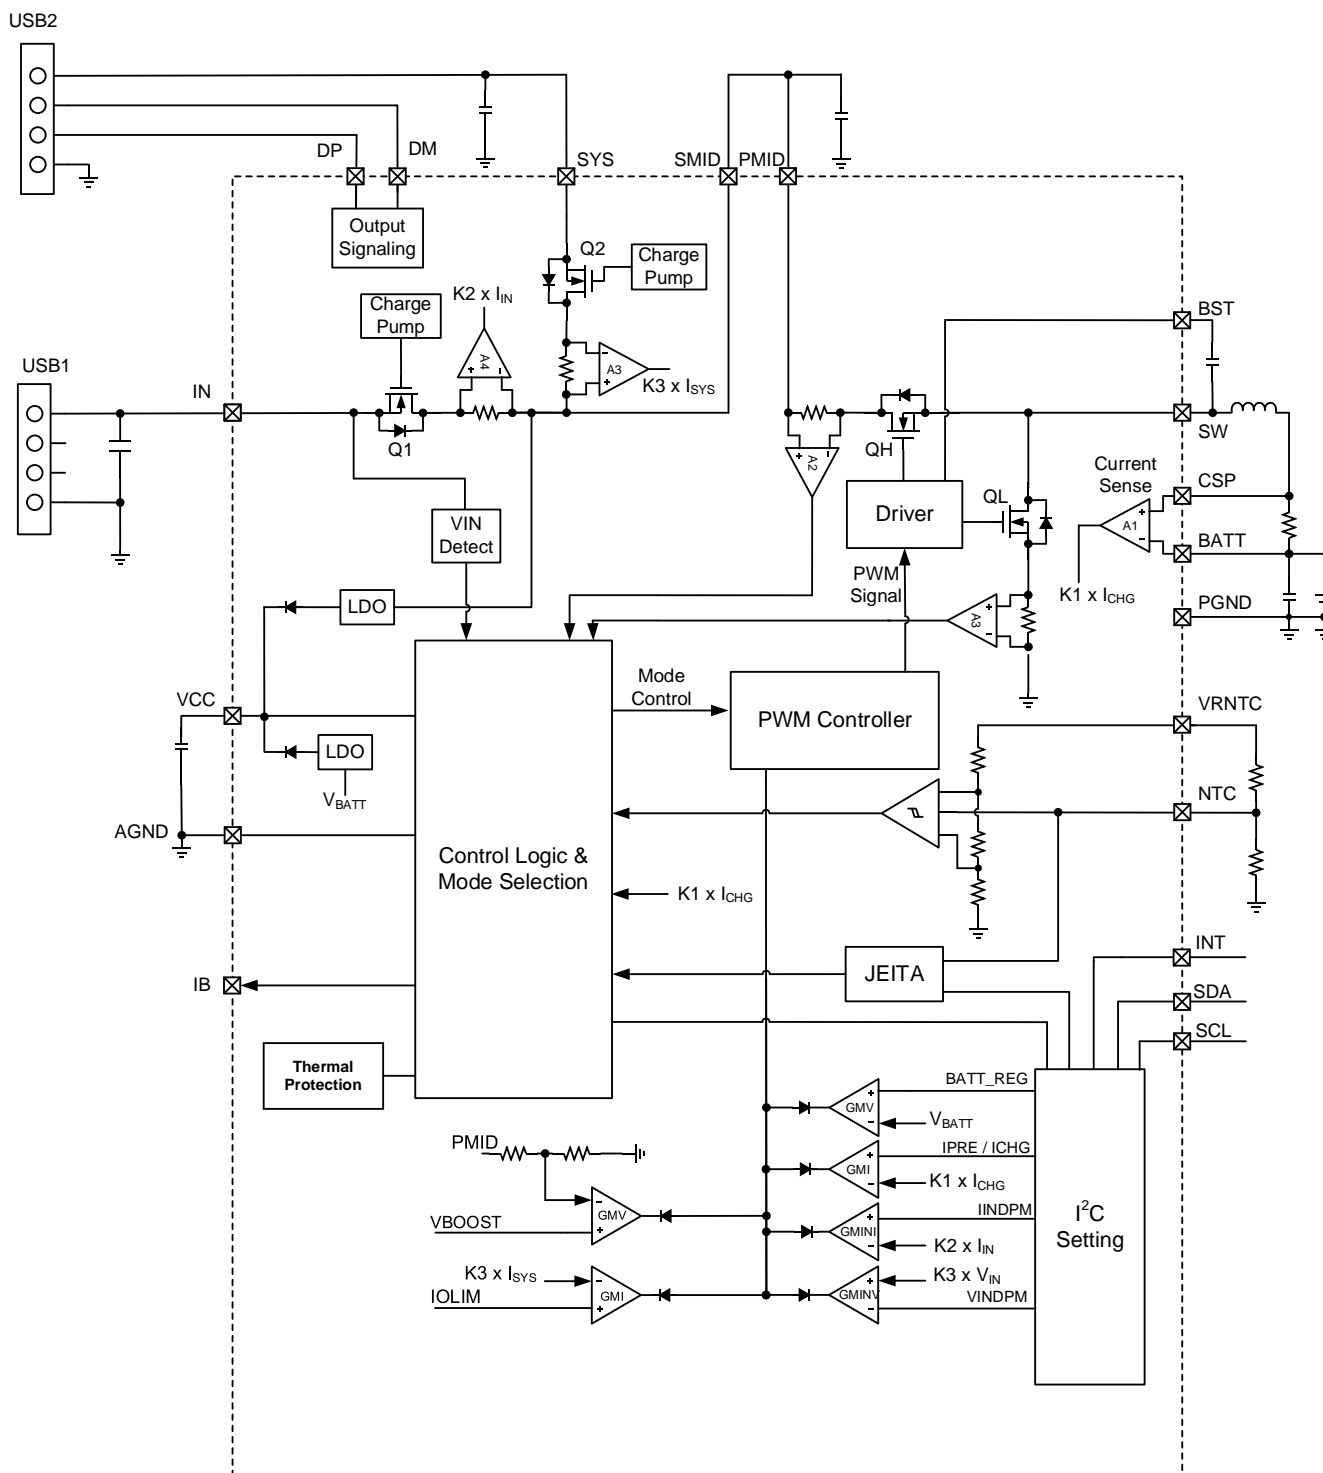 USB2
DP
DM
SYS
SMID
PMID
Output
Signaling
Q2
Charge
Pump
K2 x I_IN
Charge
Pump
BST
USB1
A4
A3
K3 x I_SYS
IN
Q1
SW
QH
A2
Current
Sense
CSP
QL
Driver
VIN
Detect
A1
BATT
PWM
Signal
K1 x I_CHG
LDO
PGND
A3
Mode
Control
VCC
PWM Controller
VRNTC
LDO
V_BATT
NTC
AGND
Control Logic &
Mode Selection
K1 x I_CHG
INT
JEITA
IB
SDA
SCL
Thermal
Protection
BATT_REG
GMV
V_BATT
PMID
IPRE / ICHG
GMI
K1 x I_CHG
GMV
VBOOST
IINDPM
GMINI
K2 x I_IN
I²C
Setting
K3 x I_SYS
GMI
IOLIM
K3 x V_IN
GMINV
VINDPM